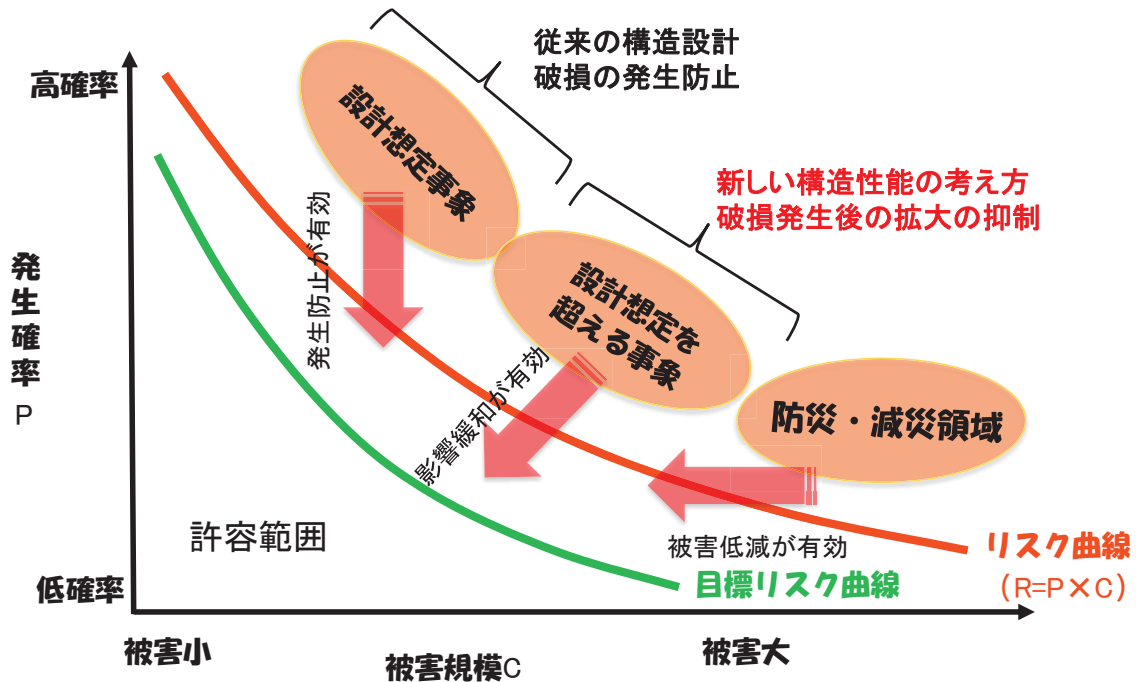 従来の構造設計
破損の発生防止
高確率
設計想定事象
新しい構造性能の考え方
破損発生後の拡大の抑制
発生防止が有効
発生確率
P
設計想定を
超える事象
影響緩和が有効
防災・減災領域
許容範囲
被害低減が有効
リスク曲線
(R=P×C)
目標リスク曲線
低確率
被害小
被害規模C
被害大